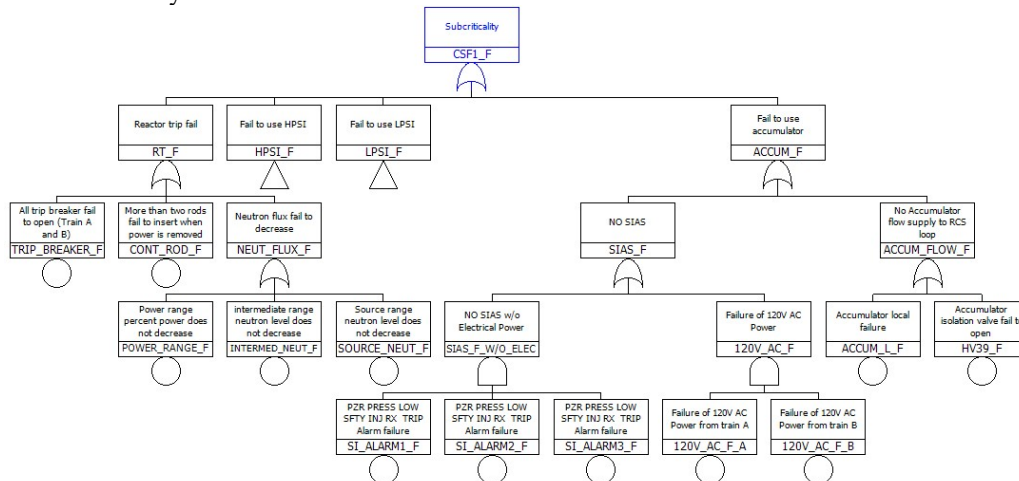 Subcriticality
CSF1_F
Reactor trip fail
RT_F
Fail to use HPSI
HPSI_F
Fail to use LPSI
LPSI_F
Fail to use
accumulator
ACCUM_F
All trip breaker fail
to open (Train A
and B)
TRIP_BREAKER_F
More than two rods
fail to insert when
power is removed
CONT_ROD_F
Neutron flux fail to
decrease
NEUT_FLUX_F
NO SIAS
SIAS_F
No Accumulator
flow supply to RCS
loop
ACCUM_FLOW_F
Power range
percent power does
not decrease
POWER_RANGE_F
intermediate range
neutron level does
not decrease
INTERMED_NEUT_F
Source range
neutron level does
not decrease
SOURCE_NEUT_F
NO SIAS w/o
Electrical Power
SIAS_F_W/O_ELEC
Failure of 120V AC
Power
120V_AC_F
Accumulator local
failure
ACCUM_L_F
Accumulator
isolation valve fail to
open
HV39_F
PZR PRESS LOW
SFTY INJ RX TRIP
Alarm failure
SI_ALARM1_F
PZR PRESS LOW
SFTY INJ RX TRIP
Alarm failure
SI_ALARM2_F
PZR PRESS LOW
SFTY INJ RX TRIP
Alarm failure
SI_ALARM3_F
Failure of 120V AC
Power from train A
120V_AC_F_A
Failure of 120V AC
Power from train B
120V_AC_F_B